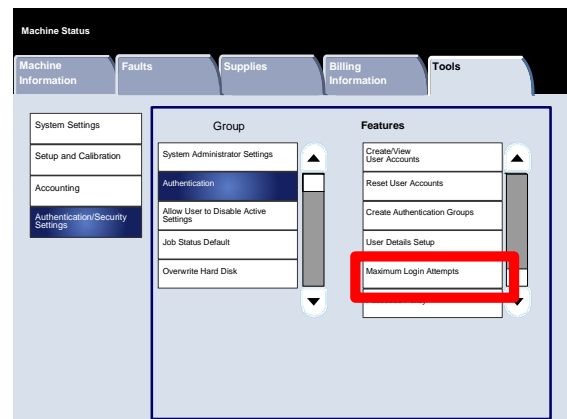 Machine Status
Machine
Information
Faults
Supplies
Billing
Information
Tools
System Settings
Setup and Calibration
Accounting
Authentication/Security
Settings
Group
System Administrator Settings
Authentication
Allow User to Disable Active
Settings
Job Status Default
Overwrite Hard Disk
Features
Create/View
User Accounts
Reset User Accounts
Create Authentication Groups
User Details Setup
Maximum Login Attempts